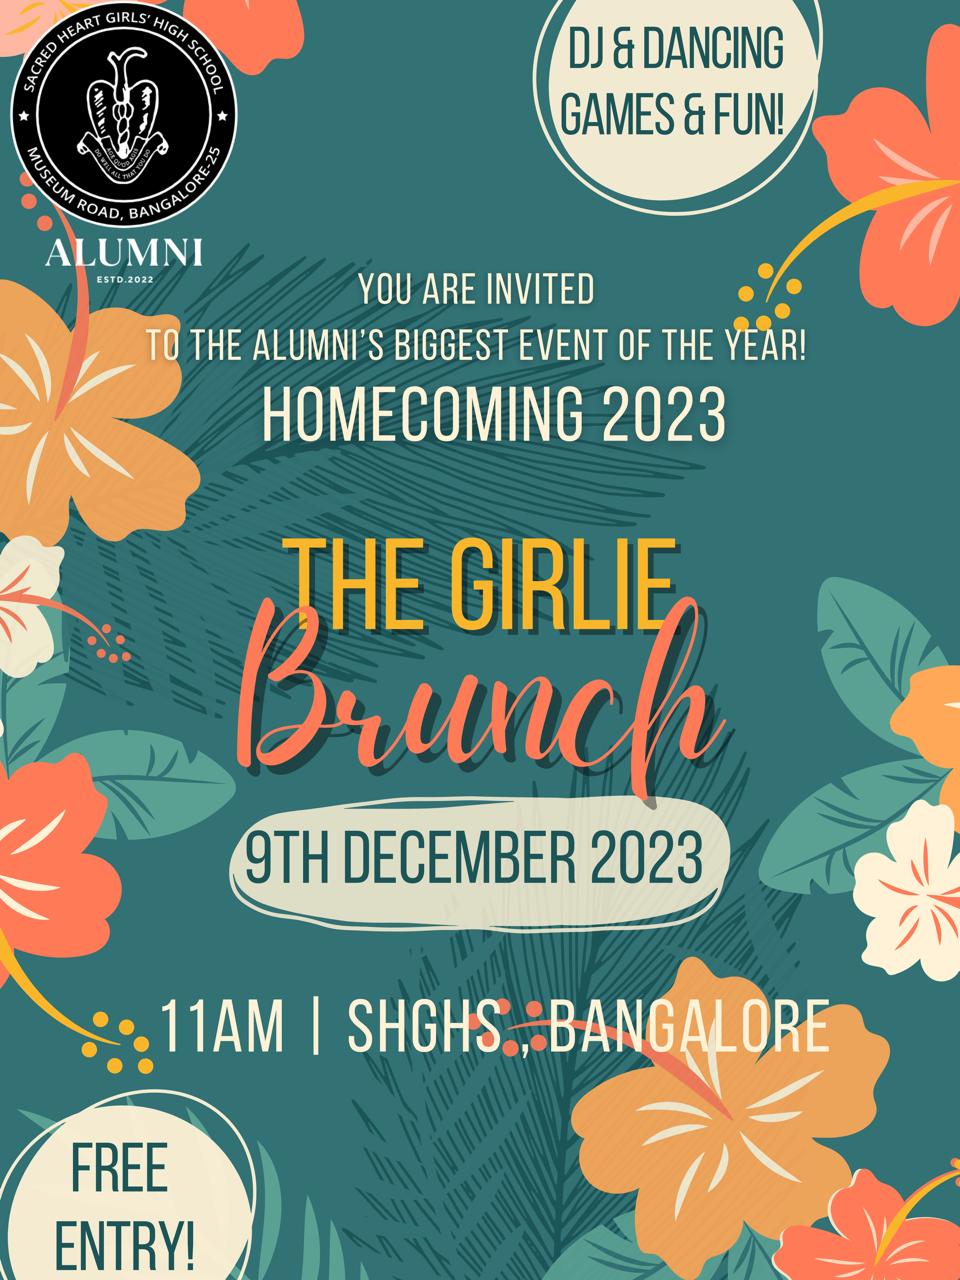 SACRED HEART GIRLS' HIGH SCHOOL
MUSEUM ROAD, BANGALORE-25
ALUMNI
ESTD.2022
DJ & DANCING
GAMES & FUN!
YOU ARE INVITED
TO THE ALUMNI’S BIGGEST EVENT OF THE YEAR!
HOMECOMING 2023
THE GIRLIE
Brunch
9TH DECEMBER 2023
11AM | SHGHS , BANGALORE
FREE
ENTRY!